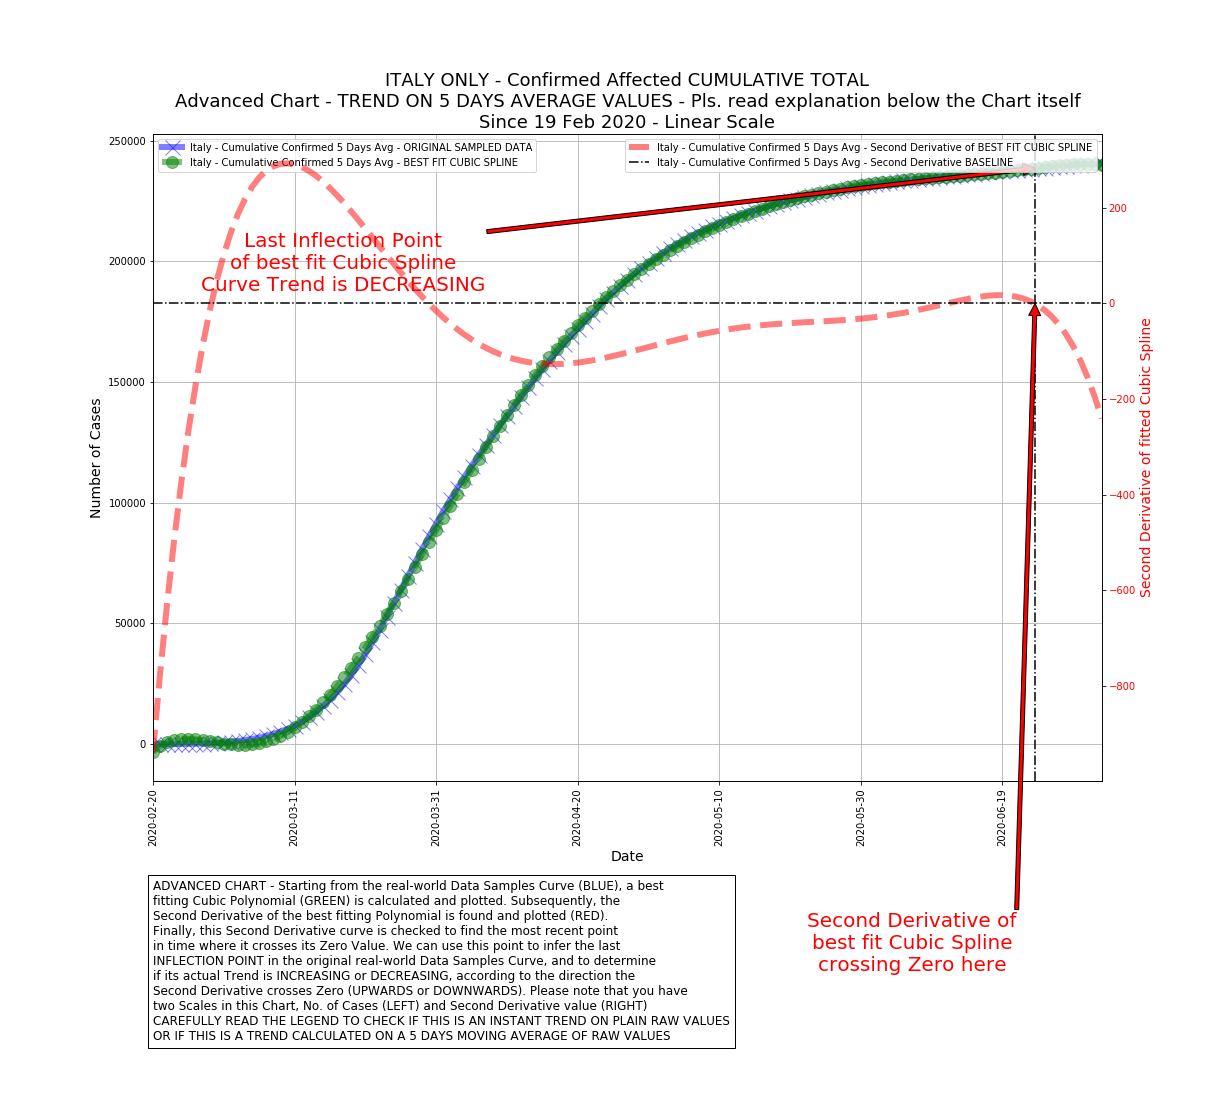 ITALY ONLY - Confirmed Affected CUMULATIVE TOTAL
Advanced Chart - TREND ON 5 DAYS AVERAGE VALUES - Pls. read explanation below the Chart itself
Since 19 Feb 2020 - Linear Scale
Italy - Cumulative Confirmed 5 Days Avg - ORIGINAL SAMPLED DATA
Italy - Cumulative Confirmed 5 Days Avg - BEST FIT CUBIC SPLINE
Italy - Cumulative Confirmed 5 Days Avg - Second Derivative of BEST FIT CUBIC SPLINE
Italy - Cumulative Confirmed 5 Days Avg - Second Derivative BASELINE
Last Inflection Point
of best fit Cubic Spline
Curve Trend is DECREASING
250000
200000
150000
100000
50000
0
Number of Cases
200
0
−200
−400
−600
−800
Second Derivative of fitted Cubic Spline
2020-02-20
2020-03-11
2020-03-31
2020-04-20
2020-05-10
2020-05-30
2020-06-19
Date
ADVANCED CHART - Starting from the real-world Data Samples Curve (BLUE), a best
fitting Cubic Polynomial (GREEN) is calculated and plotted. Subsequently, the
Second Derivative of the best fitting Polynomial is found and plotted (RED).
Finally, this Second Derivative curve is checked to find the most recent point
in time where it crosses its Zero Value. We can use this point to infer the last
INFLECTION POINT in the original real-world Data Samples Curve, and to determine
if its actual Trend is INCREASING or DECREASING, according to the direction the
Second Derivative crosses Zero (UPWARDS or DOWNWARDS). Please note that you have
two Scales in this Chart, No. of Cases (LEFT) and Second Derivative value (RIGHT)
CAREFULLY READ THE LEGEND TO CHECK IF THIS IS AN INSTANT TREND ON PLAIN RAW VALUES
OR IF THIS IS A TREND CALCULATED ON A 5 DAYS MOVING AVERAGE OF RAW VALUES
Second Derivative of
best fit Cubic Spline
crossing Zero here